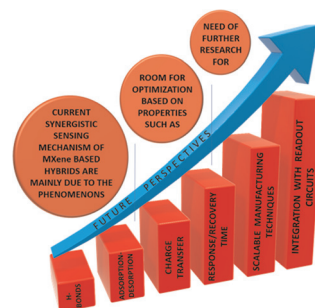 NEED OF
FURTHER
RESEARCH
FOR
ROOM FOR
OPTIMIZATION
BASED ON
PROPERTIES
SUCH AS
CURRENT
SYNERGISTIC
SENSING
MECHANISM OF
MXene BASED
HYBRIDS ARE
MAINLY DUE TO THE
PHENOMENONS
FUTURE PERSPECTIVES
H-
BONDS
ADSORPTION-
DESORPTION
CHARGE
TRANSFER
RESPONSE/RECOVERY
TIME
SCALABLE MANUFACTURING
TECHNIQUES
INTEGRATION WITH READOUT
CIRCUITS